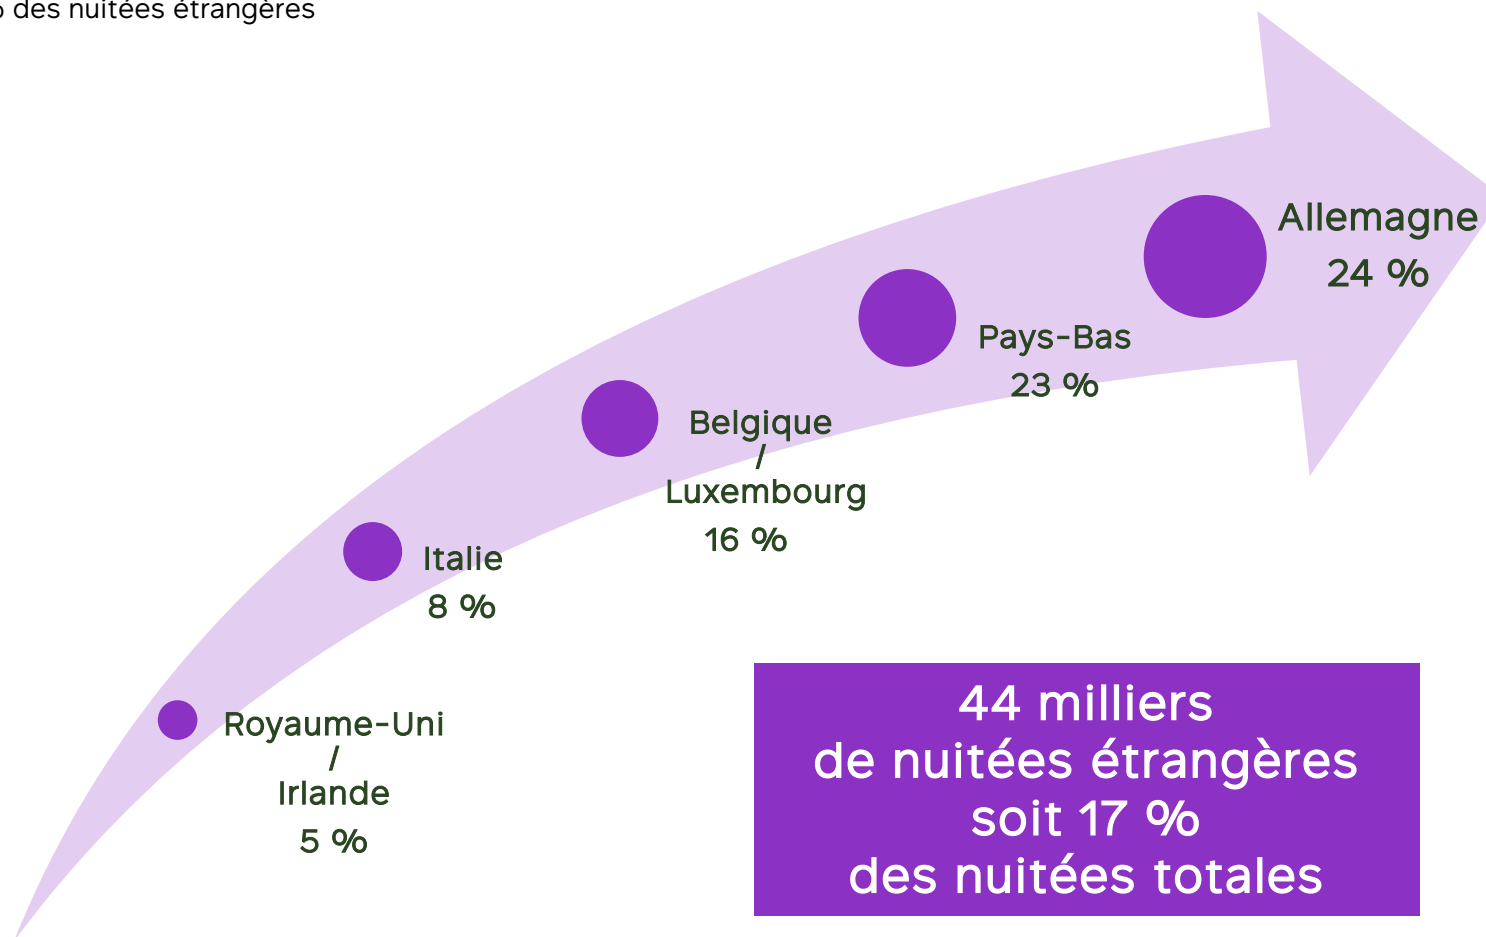 % des nuitées étrangères
Allemagne
24 %
Pays-Bas
23 %
Belgique
/
Luxembourg
16 %
Italie
8 %
Royaume-Uni
/
Irlande
5 %
44 milliers
de nuitées étrangères
soit 17 %
des nuitées totales